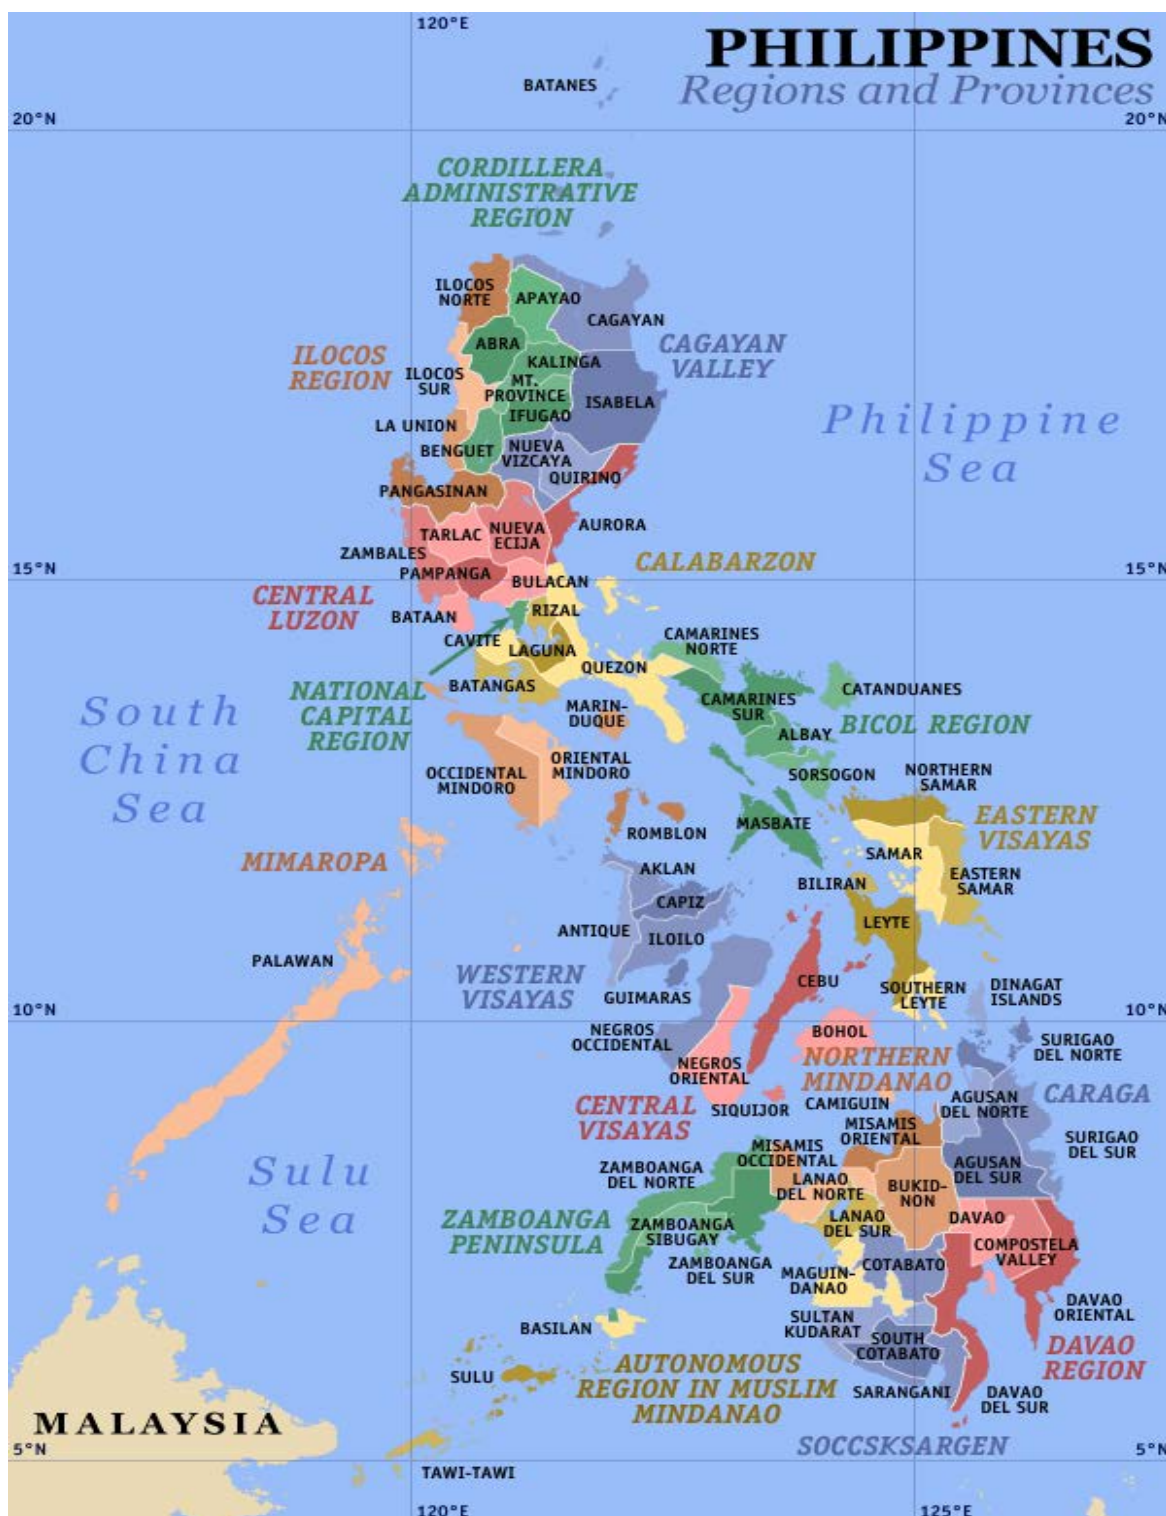 120°E
PHILIPPINES
Regions and Provinces
BATANES
20°N
20°N
CORDILLERA
ADMINISTRATIVE
REGION
ILOCOS
NORTE
APAYAO
CAGAYAN
ABRA
CAGAYAN
VALLEY
ILOCOS
REGION
KALINGA
ILOCOS
SUR
MT.
PROVINCE
ISABELA
IFUGAO
Philippine
Sea
LA UNION
BENGUET
NUEVA
VIZCAYA
QUIRINO
PANGASINAN
TARLAC
NUEVA
ECIJA
AURORA
ZAMBALES
CALABARZON
15°N
15°N
PAMPANGA
BULACAN
CENTRAL
LUZON
BATAAN
RIZAL
CAVITE
LAGUNA
CAMARINES
NORTE
QUEZON
NATIONAL
CAPITAL
REGION
BATANGAS
CATANDUANES
South
China
Sea
MARIN-
DUQUE
CAMARINES
SUR
BICOL REGION
ALBAY
OCCIDENTAL
MINDORO
ORIENTAL
MINDORO
SORSOGON
NORTHERN
SAMAR
ROMBLON
MASBATE
EASTERN
VISAYAS
MIMAROPA
SAMAR
AKLAN
BILIRAN
EASTERN
SAMAR
CAPIZ
LEYTE
ANTIQUE
ILOILO
PALAWAN
WESTERN
VISAYAS
CEBU
GUIMARAS
SOUTHERN
LEYTE
DINAGAT
ISLANDS
10°N
10°N
NEGROS
OCCIDENTAL
BOHOL
SURIGAO
DEL NORTE
NEGROS
ORIENTAL
NORTHERN
MINDANAO
CENTRAL
VISAYAS
SIQUIJOR
CAMIGUIN
AGUSAN
DEL NORTE
CARAGA
MISAMIS
ORIENTAL
SURIGAO
DEL SUR
MISAMIS
OCCIDENTAL
Sulu
Sea
ZAMBOANGA
DEL NORTE
LANAO
DEL NORTE
BUKID-
NON
AGUSAN
DEL SUR
ZAMBOANGA
PENINSULA
ZAMBOANGA
SIBUGAY
LANAO
DEL SUR
DAVAO
COMPOSTELA
VALLEY
ZAMBOANGA
DEL SUR
MAGUIN-
DANAO
COTABATO
DAVAO
ORIENTAL
BASILAN
SULTAN
KUDARAT
SOUTH
COTABATO
DAVAO
REGION
SULU
AUTONOMOUS
REGION IN MUSLIM
MINDANAO
SARANGANI
DAVAO
DEL SUR
MALAYSIA
SOCCSKSARGEN
5°N
5°N
TAWI-TAWI
120°E
125°E